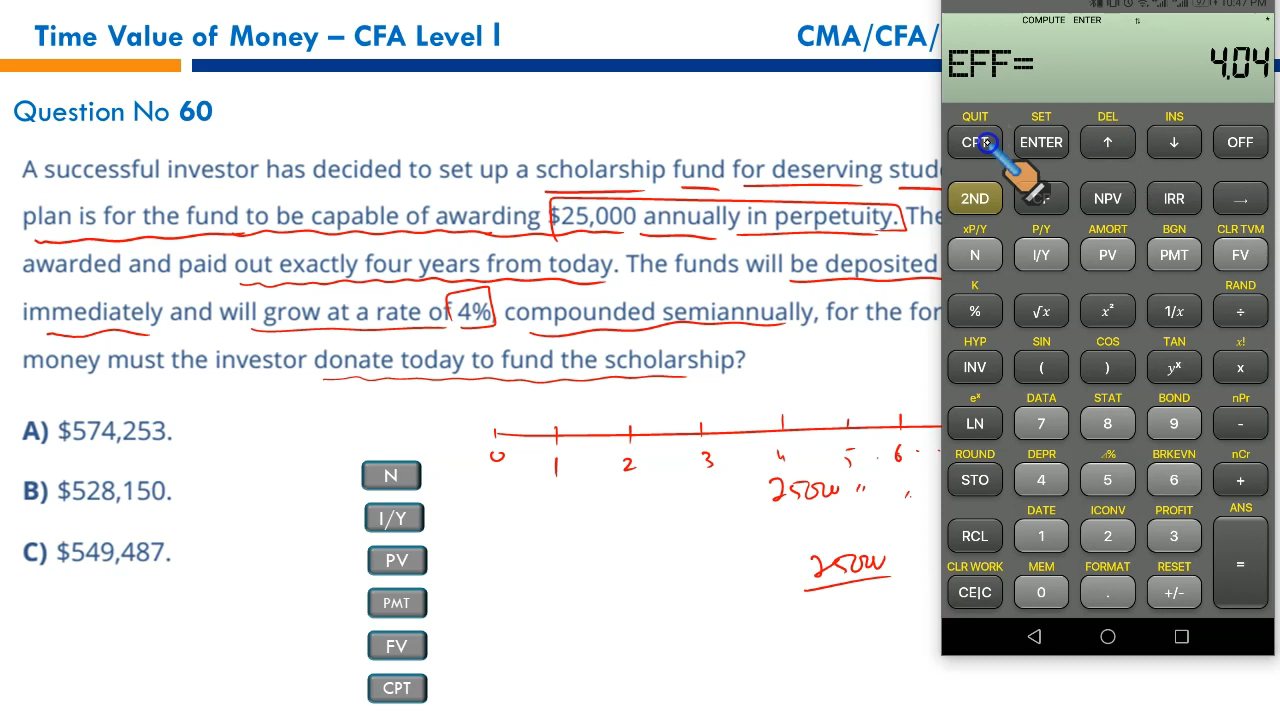 Time Value of Money – CFA Level I
CMA/CFA/
10:47 PM
COMPUTE ENTER
EFF= 4.04
Question No 60
QUIT SET DEL INS
CPT ENTER ↑ ↓ OFF
A successful investor has decided to set up a scholarship fund for deserving
2ND NPV IRR →
plan is for the fund to be capable of awarding $25,000 annually in perpetuity. The
xP/Y P/Y AMORT BGN CLR TVM
N I/Y PV PMT FV
awarded and paid out exactly four years from today. The funds will be deposited
K RAND
% √x x² 1/x ÷
immediately and will grow at a rate of 4% compounded semiannually, for the
HYP SIN COS TAN x!
INV ( ) yˣ x
money must the investor donate today to fund the scholarship?
eˣ DATA STAT BOND nPr
LN 7 8 9 -
A) $574,253.
0 1 2 3 4 5 6
ROUND DEPR ⊿% BRKEVN nCr
STO 4 5 6 +
N
B) $528,150.
I/Y
DATE ICONV PROFIT ANS
RCL 1 2 3 =
C) $549,487.
PV
CLR WORK MEM FORMAT RESET
CE|C 0 . +/-
PMT
FV
CPT